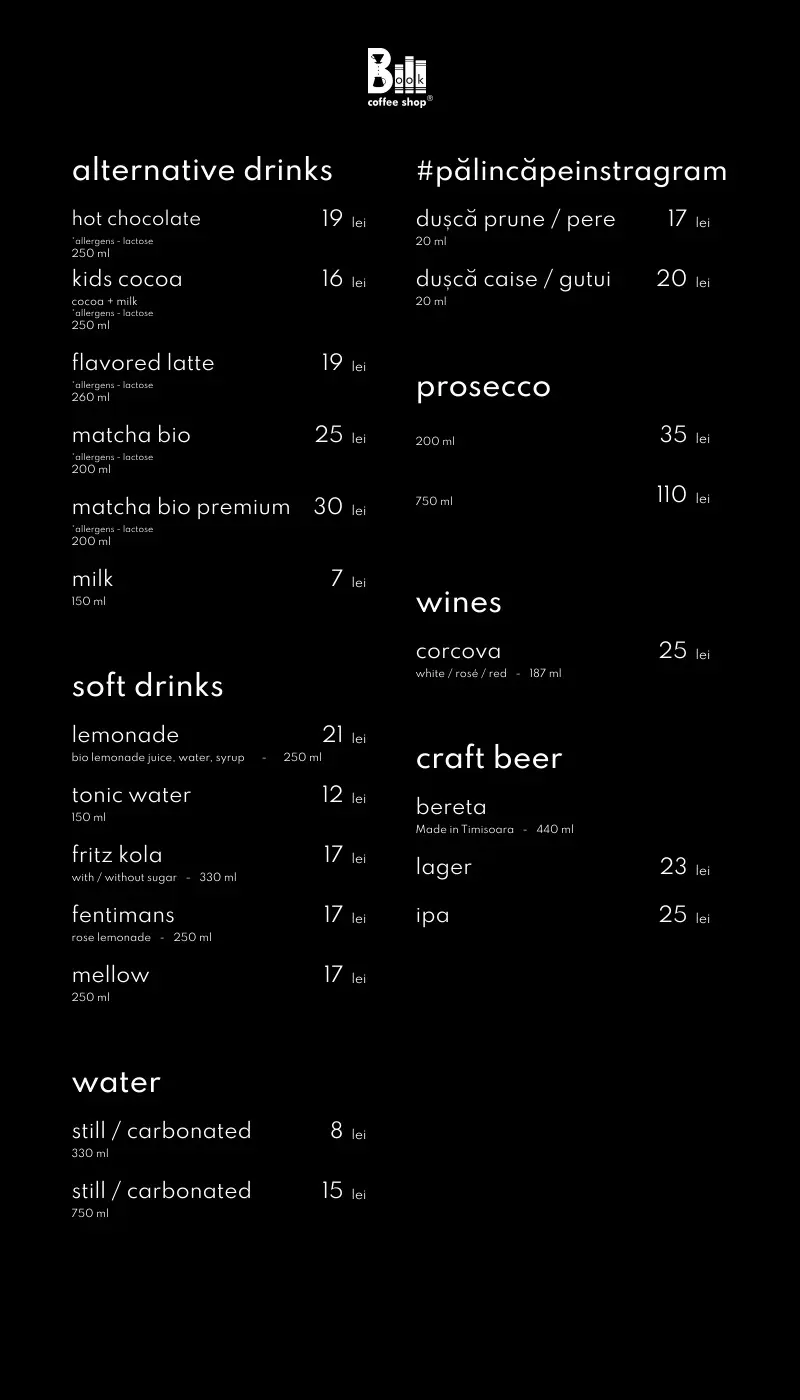 Book
coffee shop®
alternative drinks
hot chocolate 19 lei
*allergens - lactose
250 ml
kids cocoa 16 lei
cocoa + milk
*allergens - lactose
250 ml
flavored latte 19 lei
*allergens - lactose
260 ml
matcha bio 25 lei
*allergens - lactose
200 ml
matcha bio premium 30 lei
*allergens - lactose
200 ml
milk 7 lei
150 ml
soft drinks
lemonade 21 lei
bio lemonade juice, water, syrup - 250 ml
tonic water 12 lei
150 ml
fritz kola 17 lei
with / without sugar - 330 ml
fentimans 17 lei
rose lemonade - 250 ml
mellow 17 lei
250 ml
water
still / carbonated 8 lei
330 ml
still / carbonated 15 lei
750 ml
#pălincăpeinstragram
dușcă prune / pere 17 lei
20 ml
dușcă caise / gutui 20 lei
20 ml
prosecco
200 ml 35 lei
750 ml 110 lei
wines
corcova 25 lei
white / rosé / red - 187 ml
craft beer
bereta
Made in Timisoara - 440 ml
lager 23 lei
ipa 25 lei